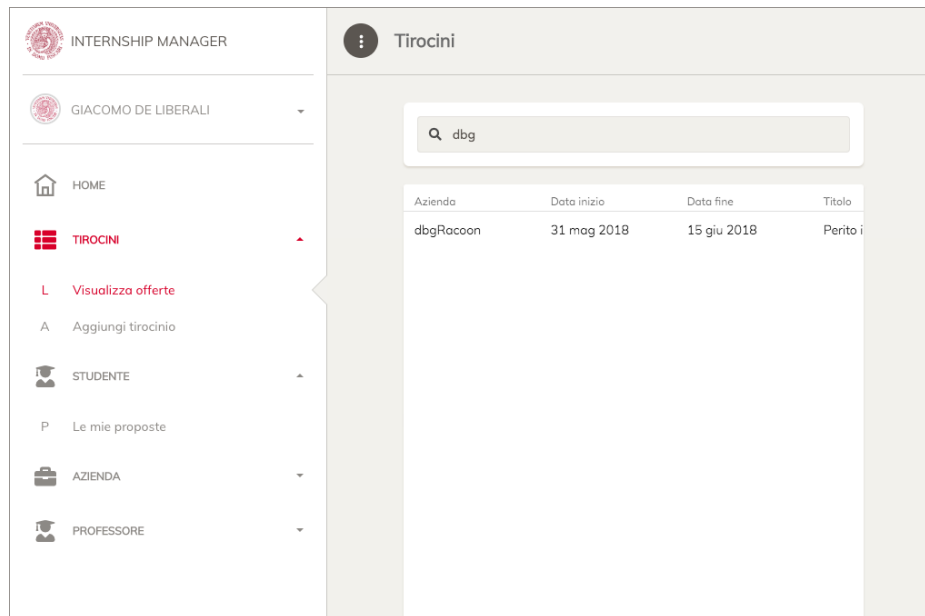 INTERNSHIP MANAGER
GIACOMO DE LIBERALI
HOME
TIROCINI
L Visualizza offerte
A Aggiungi tirocinio
STUDENTE
P Le mie proposte
AZIENDA
PROFESSORE
Tirocini
dbg
Azienda Data inizio Data fine Titolo
dbgRacoon 31 mag 2018 15 giu 2018 Perito i